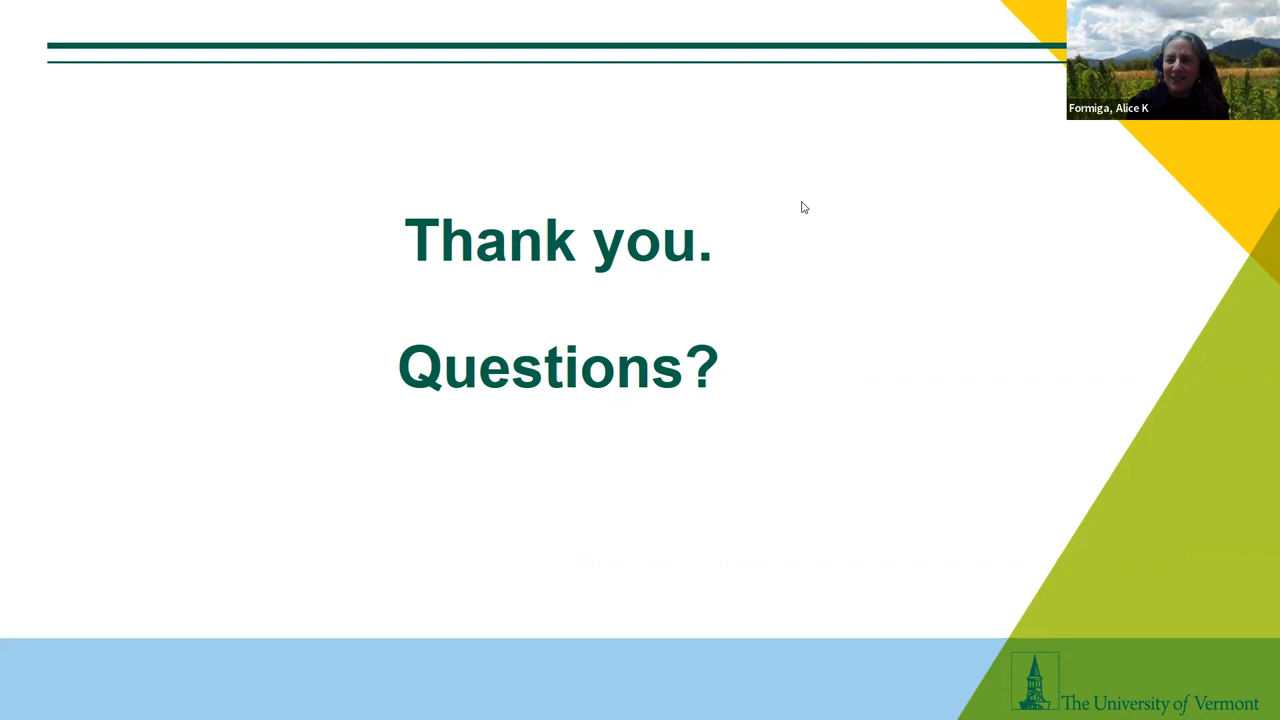 Formiga, Alice K
Thank you.
Questions?
The University of Vermont